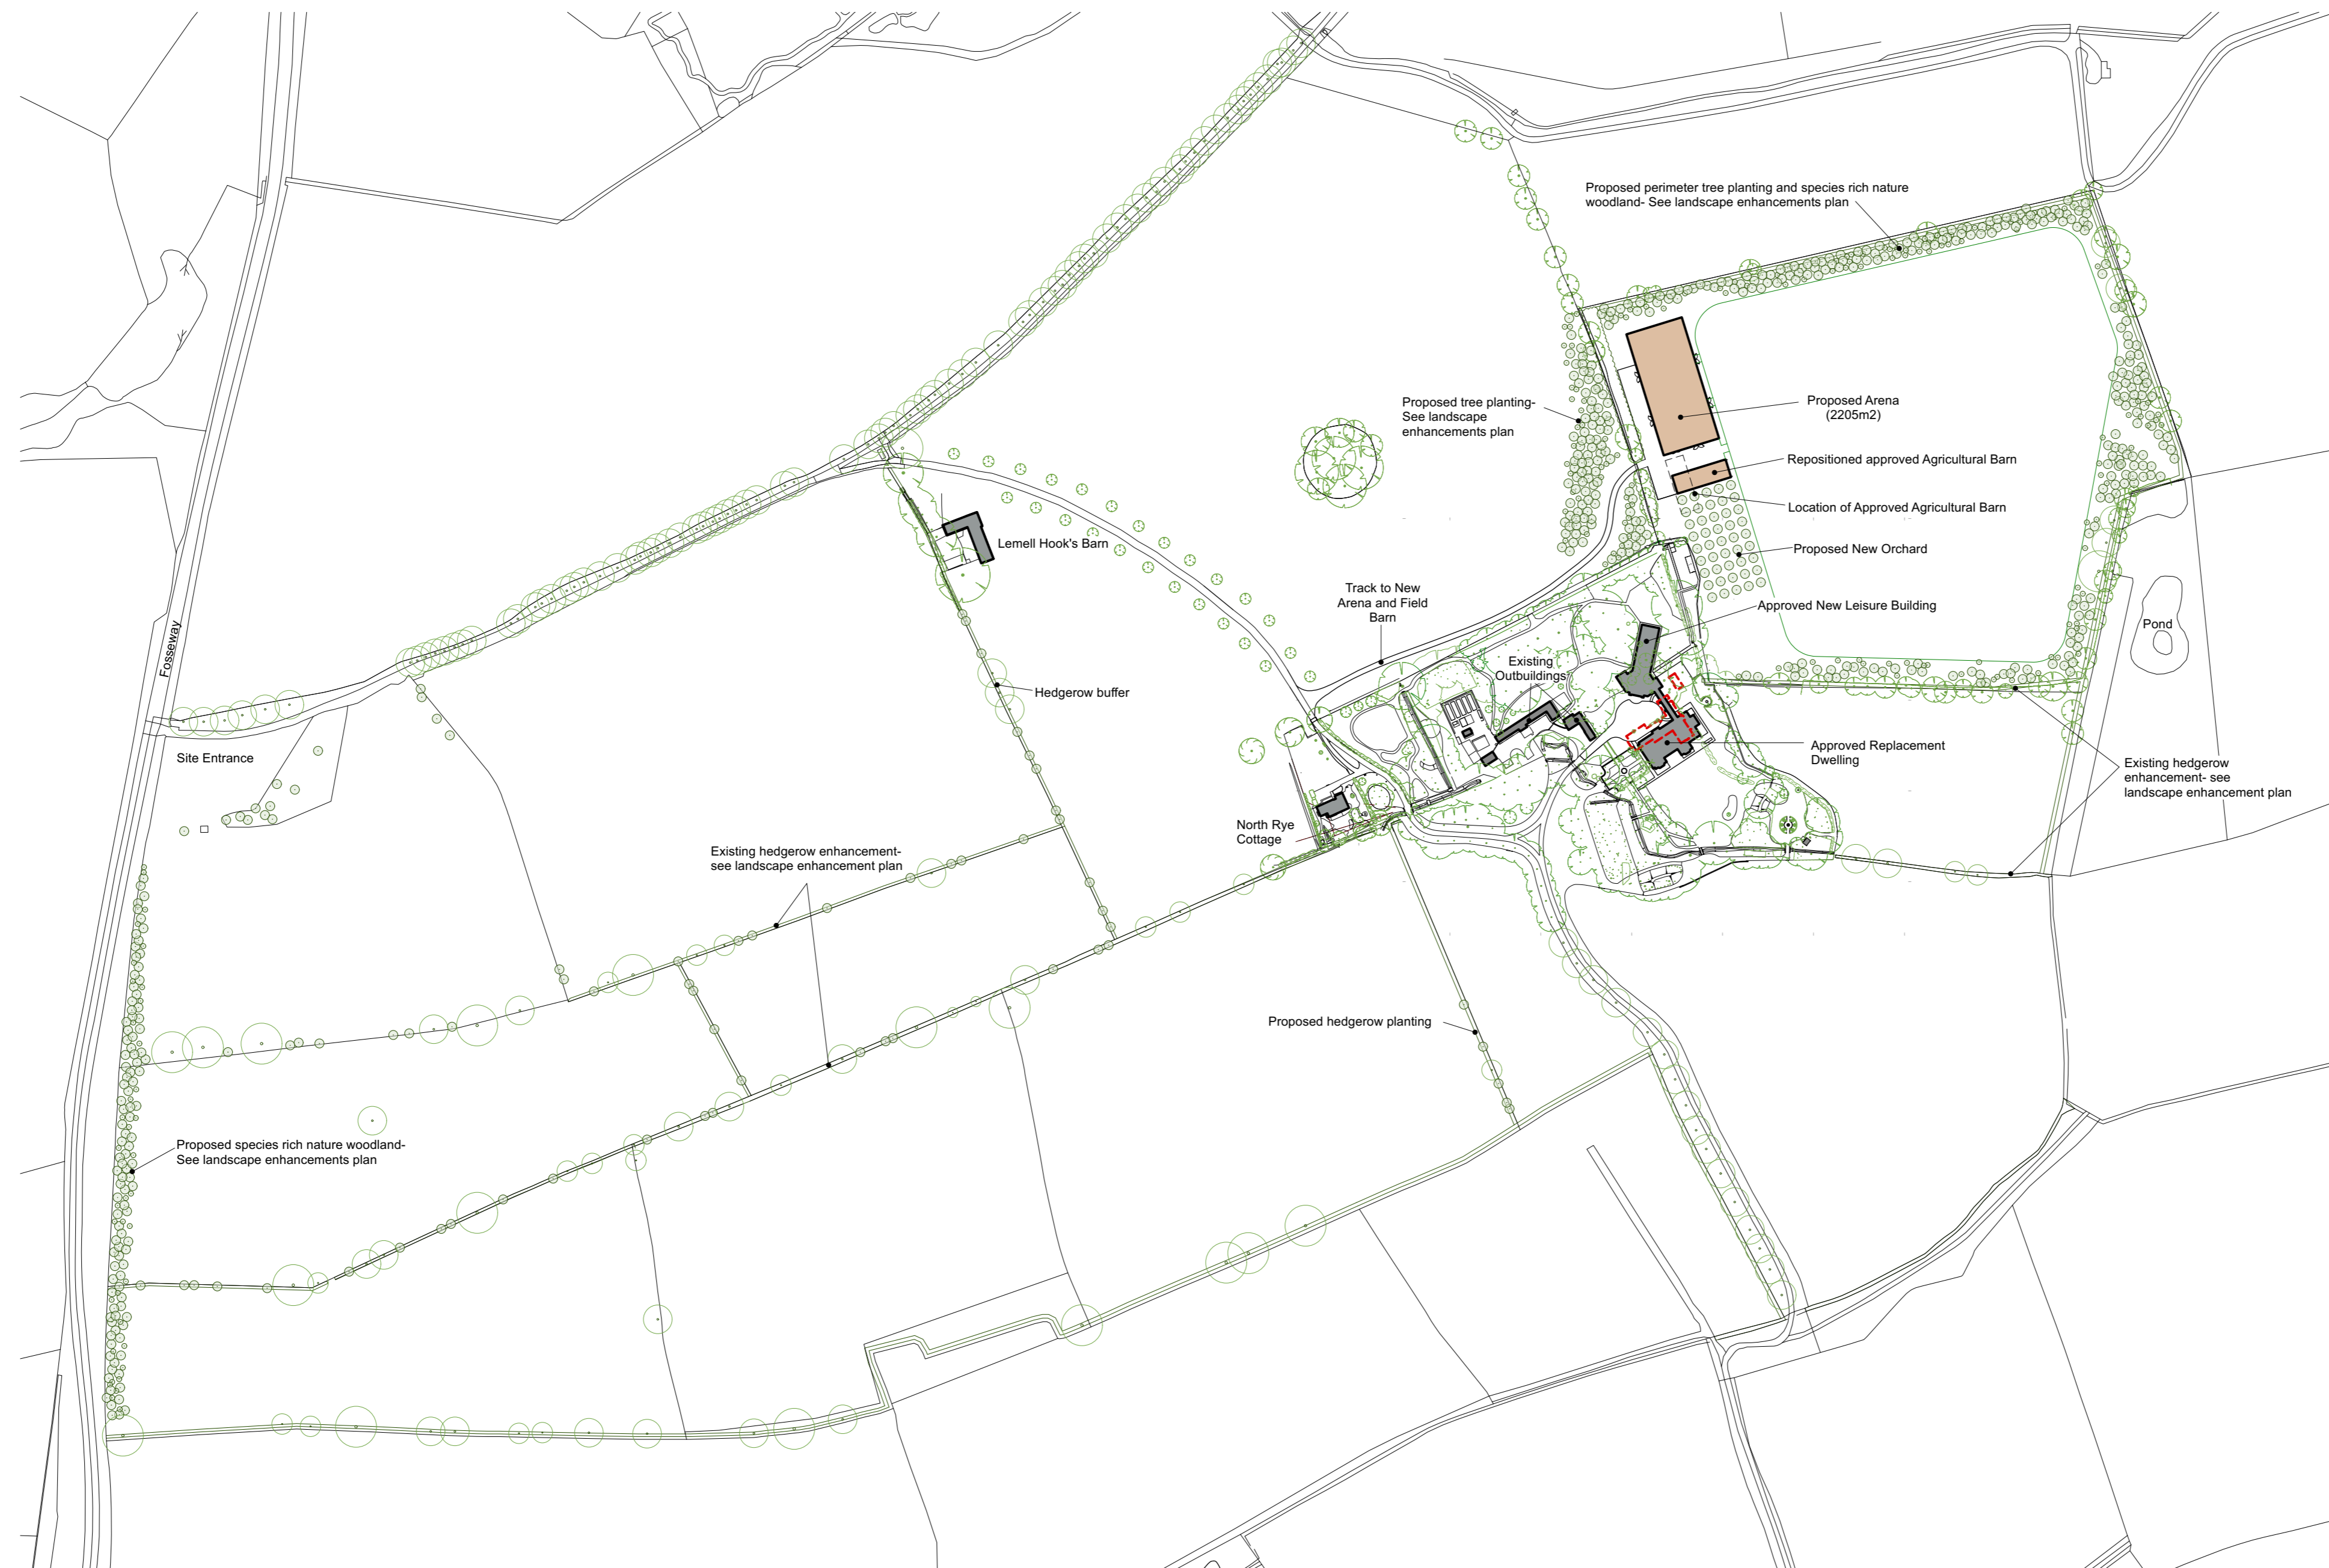 Proposed perimeter tree planting and species rich nature
woodland- See landscape enhancements plan
Proposed tree planting-
See landscape
enhancements plan
Proposed Arena
(2205m2)
Repositioned approved Agricultural Barn
Location of Approved Agricultural Barn
Lemell Hook's Barn
Proposed New Orchard
Track to New
Arena and Field
Barn
Approved New Leisure Building
Pond
Fosseway
Existing
Outbuildings
Hedgerow buffer
Site Entrance
Approved Replacement
Dwelling
Existing hedgerow
enhancement- see
landscape enhancement plan
North Rye
Cottage
Existing hedgerow enhancement-
see landscape enhancement plan
Proposed hedgerow planting
Proposed species rich nature woodland-
See landscape enhancements plan